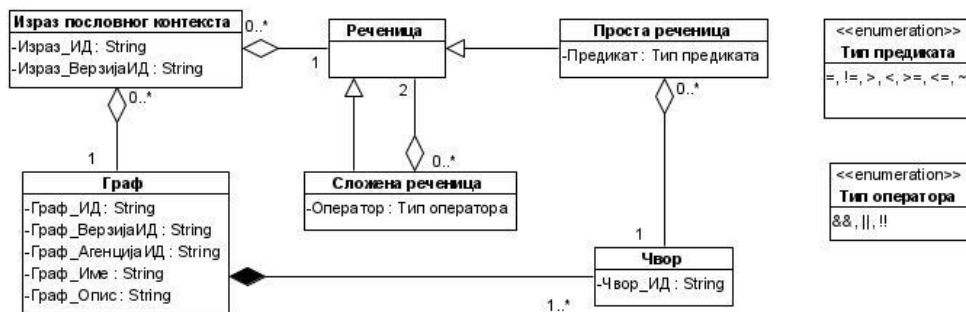 Израз пословног контекста
-Израз_ИД : String
-Израз_ВерзијаИД : String
0..*
1
0..*
1
Реченица
2
0..*
Проста реченица
-Предикат : Тип предиката
0..*
1
<<enumeration>>
Тип предиката
=, !=, >, <, >=, <=, ~
Граф
-Граф_ИД : String
-Граф_ВерзијаИД : String
-Граф_АгенцијаИД : String
-Граф_Име : String
-Граф_Опис : String
Сложена реченица
-Оператор : Тип оператора
<<enumeration>>
Тип оператора
&&, ||, !!
Чвор
-Чвор_ИД : String
1..*